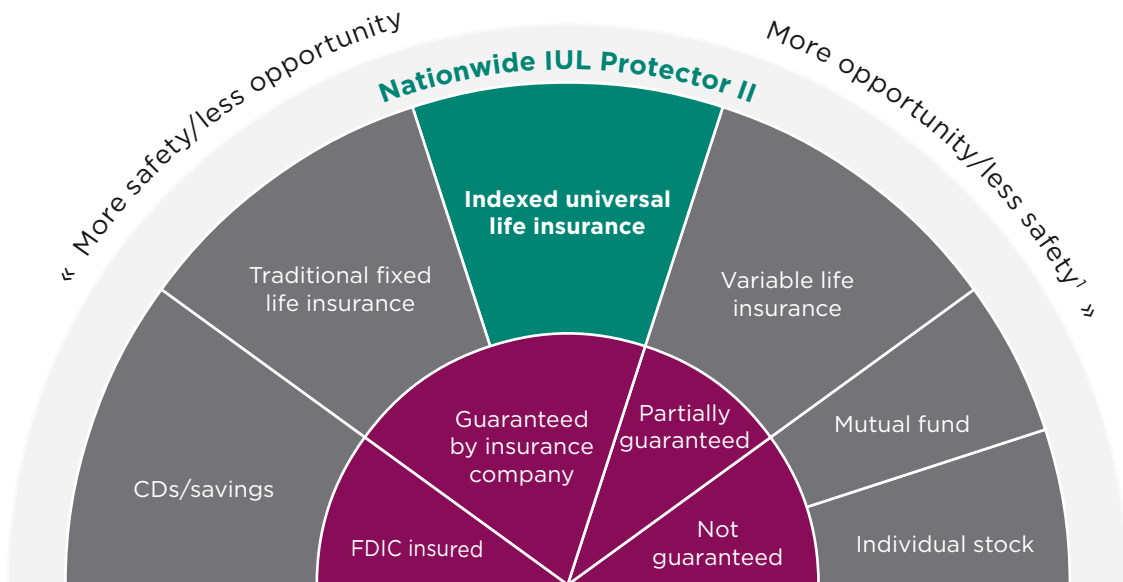 « More safety/less opportunity
Nationwide IUL Protector II
More opportunity/less safety¹ »
Indexed universal
life insurance
Traditional fixed
life insurance
Variable life
insurance
CDs/savings
Mutual fund
Individual stock
Guaranteed
by insurance
company
Partially
guaranteed
FDIC insured
Not
guaranteed